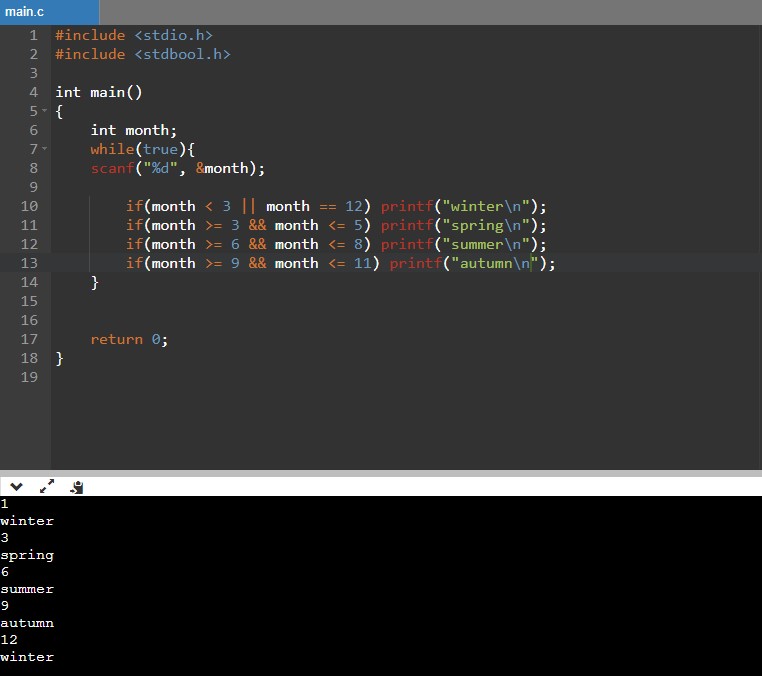 main.c
1 #include <stdio.h>
2 #include <stdbool.h>
3
4 int main()
5 {
6     int month;
7     while(true){
8     scanf("%d", &month);
9
10         if(month < 3 || month == 12) printf("winter\n");
11         if(month >= 3 && month <= 5) printf("spring\n");
12         if(month >= 6 && month <= 8) printf("summer\n");
13         if(month >= 9 && month <= 11) printf("autumn\n");
14     }
15
16
17     return 0;
18 }
19
1
winter
3
spring
6
summer
9
autumn
12
winter